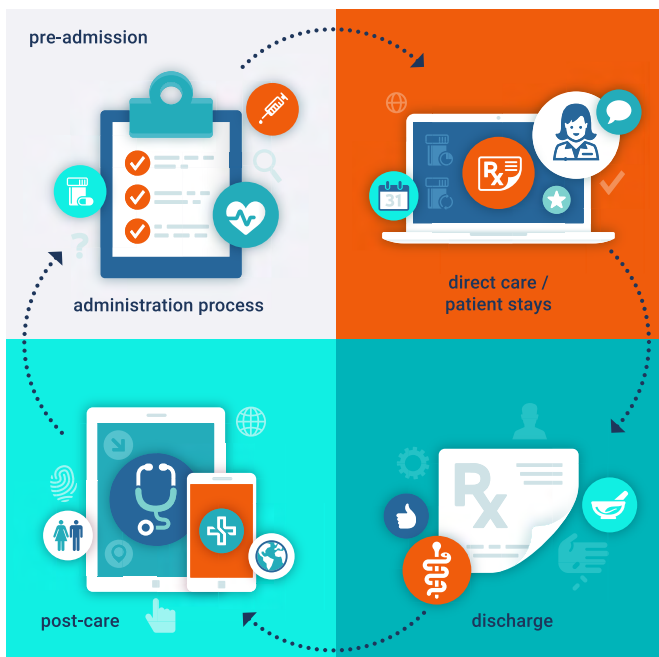 pre-admission
administration process
?
31
Rx
direct care /
patient stays
post-care
Rx
discharge